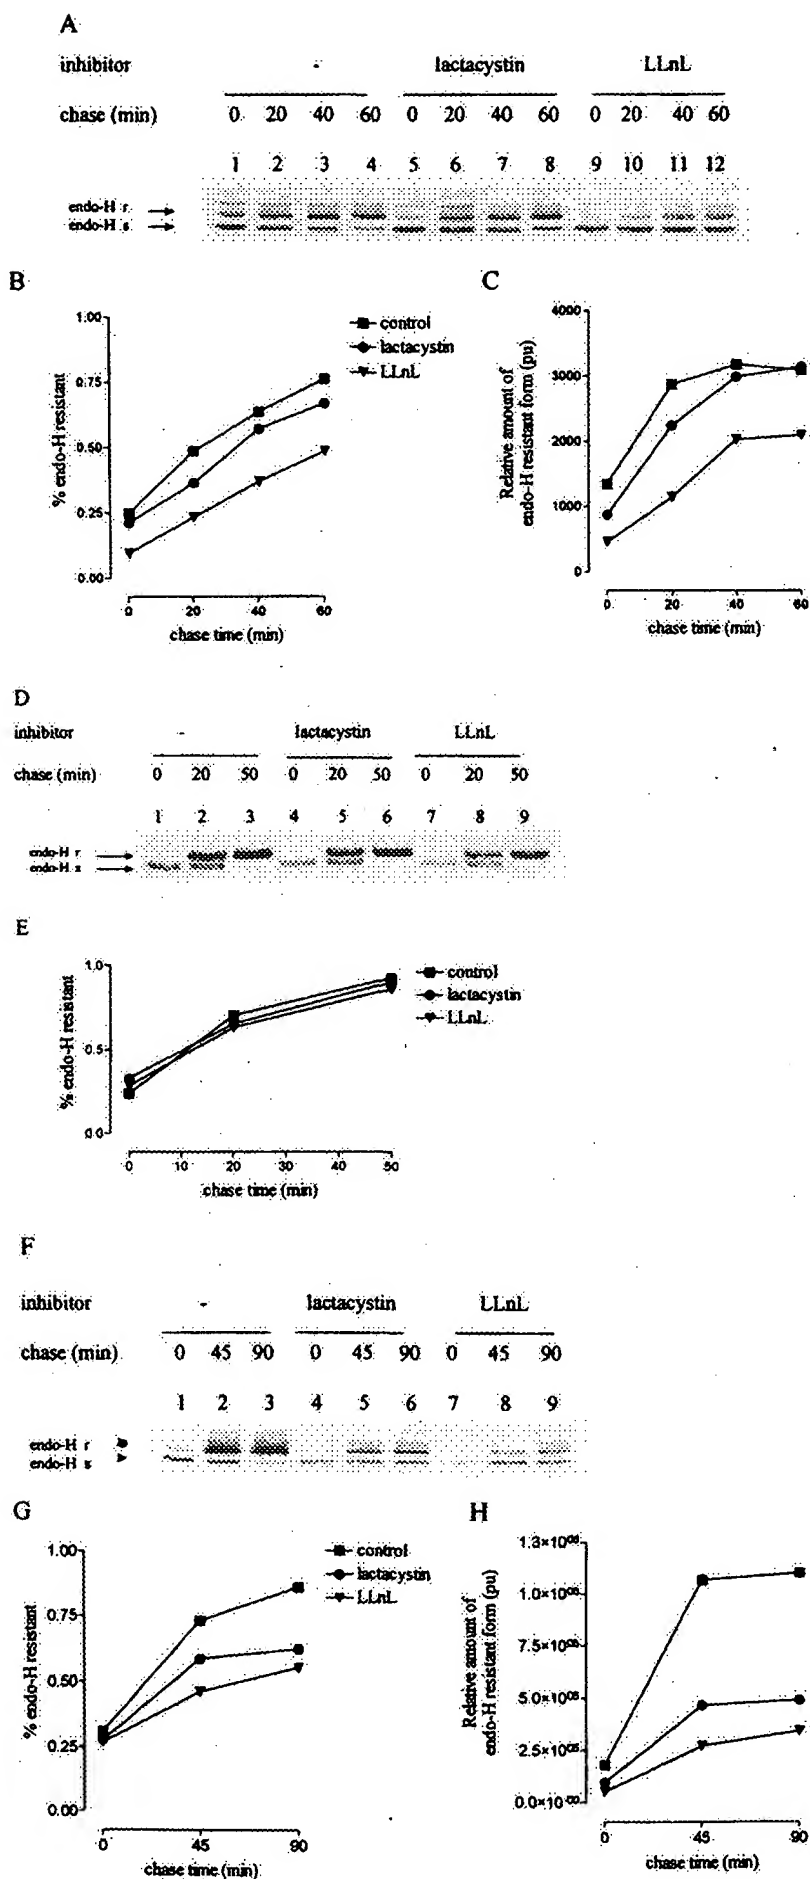 A
inhibitor - lactacystin LLnL
chase (min) 0 20 40 60 0 20 40 60 0 20 40 60
1 2 3 4 5 6 7 8 9 10 11 12
endo-H r
endo-H s
B
% endo-H resistant
1.00
0.75
0.50
0.25
0.00
0 20 40 60
chase time (min)
control
lactacystin
LLnL
C
Relative amount of
endo-H resistant form (pu)
4000
3000
2000
1000
0
0 20 40 60
chase time (min)
D
inhibitor - lactacystin LLnL
chase (min) 0 20 50 0 20 50 0 20 50
1 2 3 4 5 6 7 8 9
endo-H r
endo-H s
E
% endo-H resistant
1.0
0.5
0.0
0 10 20 30 40 50
chase time (min)
control
lactacystin
LLnL
F
inhibitor - lactacystin LLnL
chase (min) 0 45 90 0 45 90 0 45 90
1 2 3 4 5 6 7 8 9
endo-H r
endo-H s
G
% endo-H resistant
1.00
0.75
0.50
0.25
0.00
0 45 90
chase time (min)
control
lactacystin
LLnL
H
Relative amount of
endo-H resistant form (pu)
0 45 90
chase time (min)